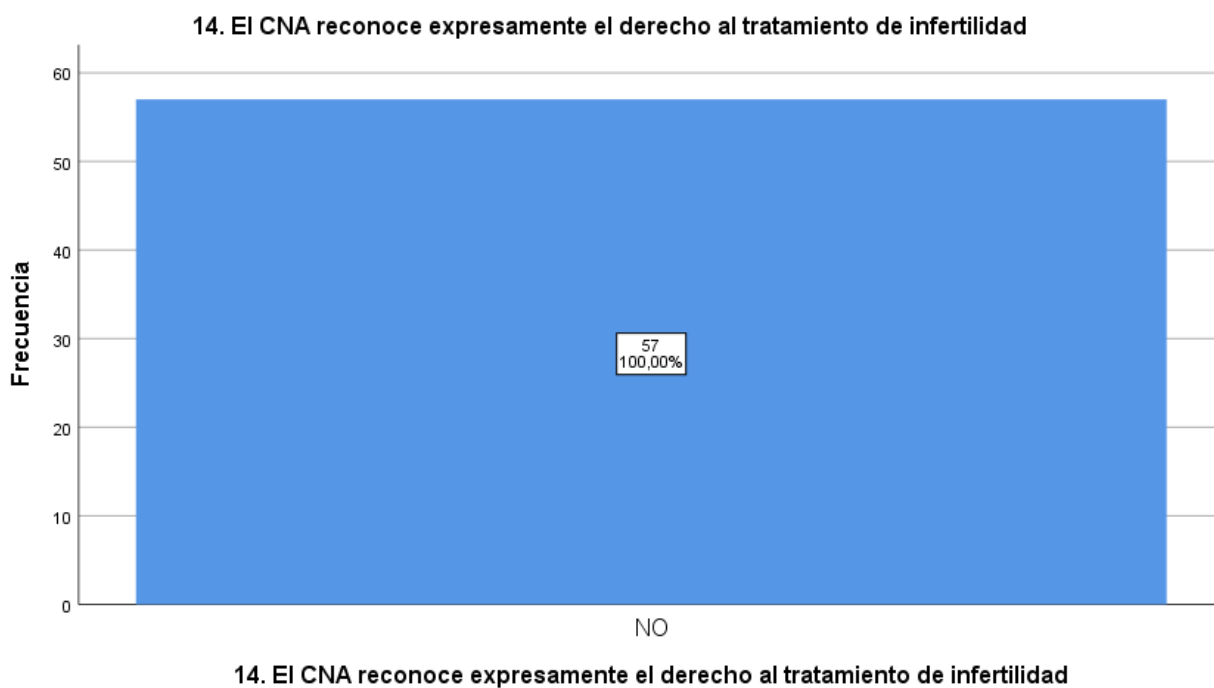 14. El CNA reconoce expresamente el derecho al tratamiento de infertilidad
60
50
40
30
20
10
0
Frecuencia
57
100,00%
NO
14. El CNA reconoce expresamente el derecho al tratamiento de infertilidad